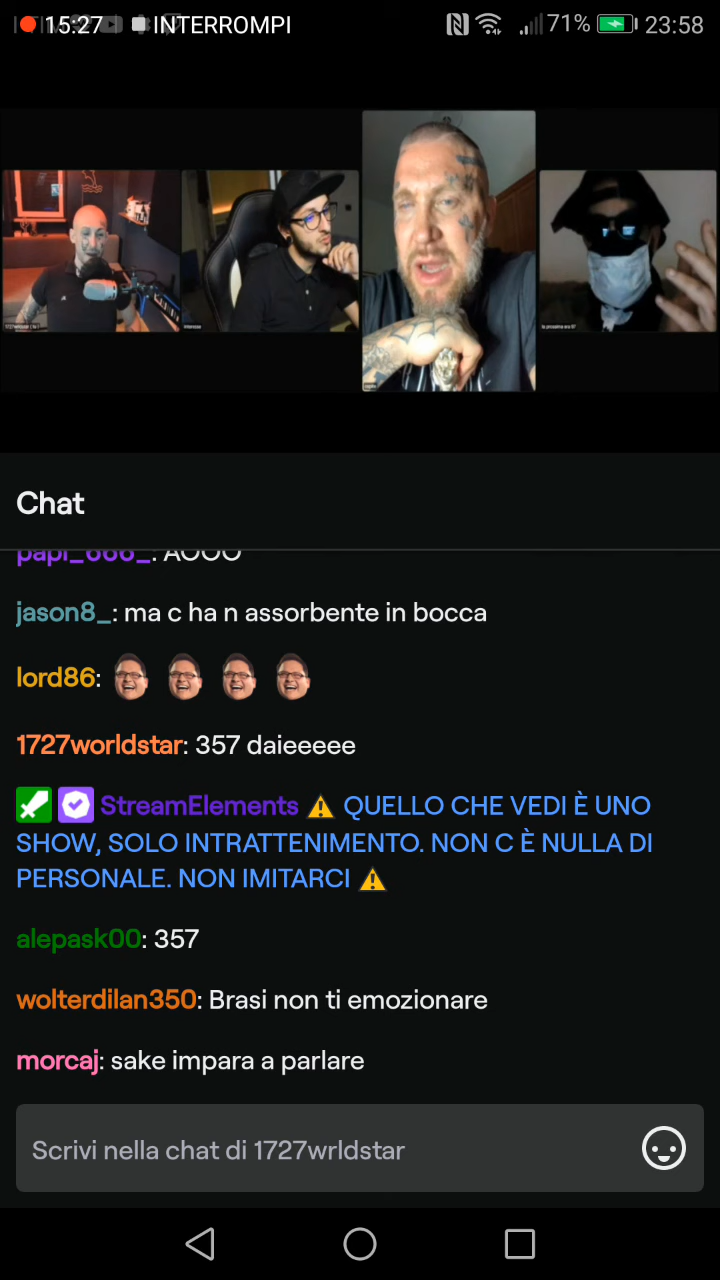 15:27 INTERROMPI 71% 23:58
Chat
papi_666_: AOOO
jason8_: ma c ha n assorbente in bocca
lord86:
1727worldstar: 357 daieeeee
StreamElements ⚠ QUELLO CHE VEDI È UNO
SHOW, SOLO INTRATTENIMENTO. NON C È NULLA DI
PERSONALE. NON IMITARCI ⚠
alepask00: 357
wolterdilan350: Brasi non ti emozionare
morcaj: sake impara a parlare
Scrivi nella chat di 1727wrldstar